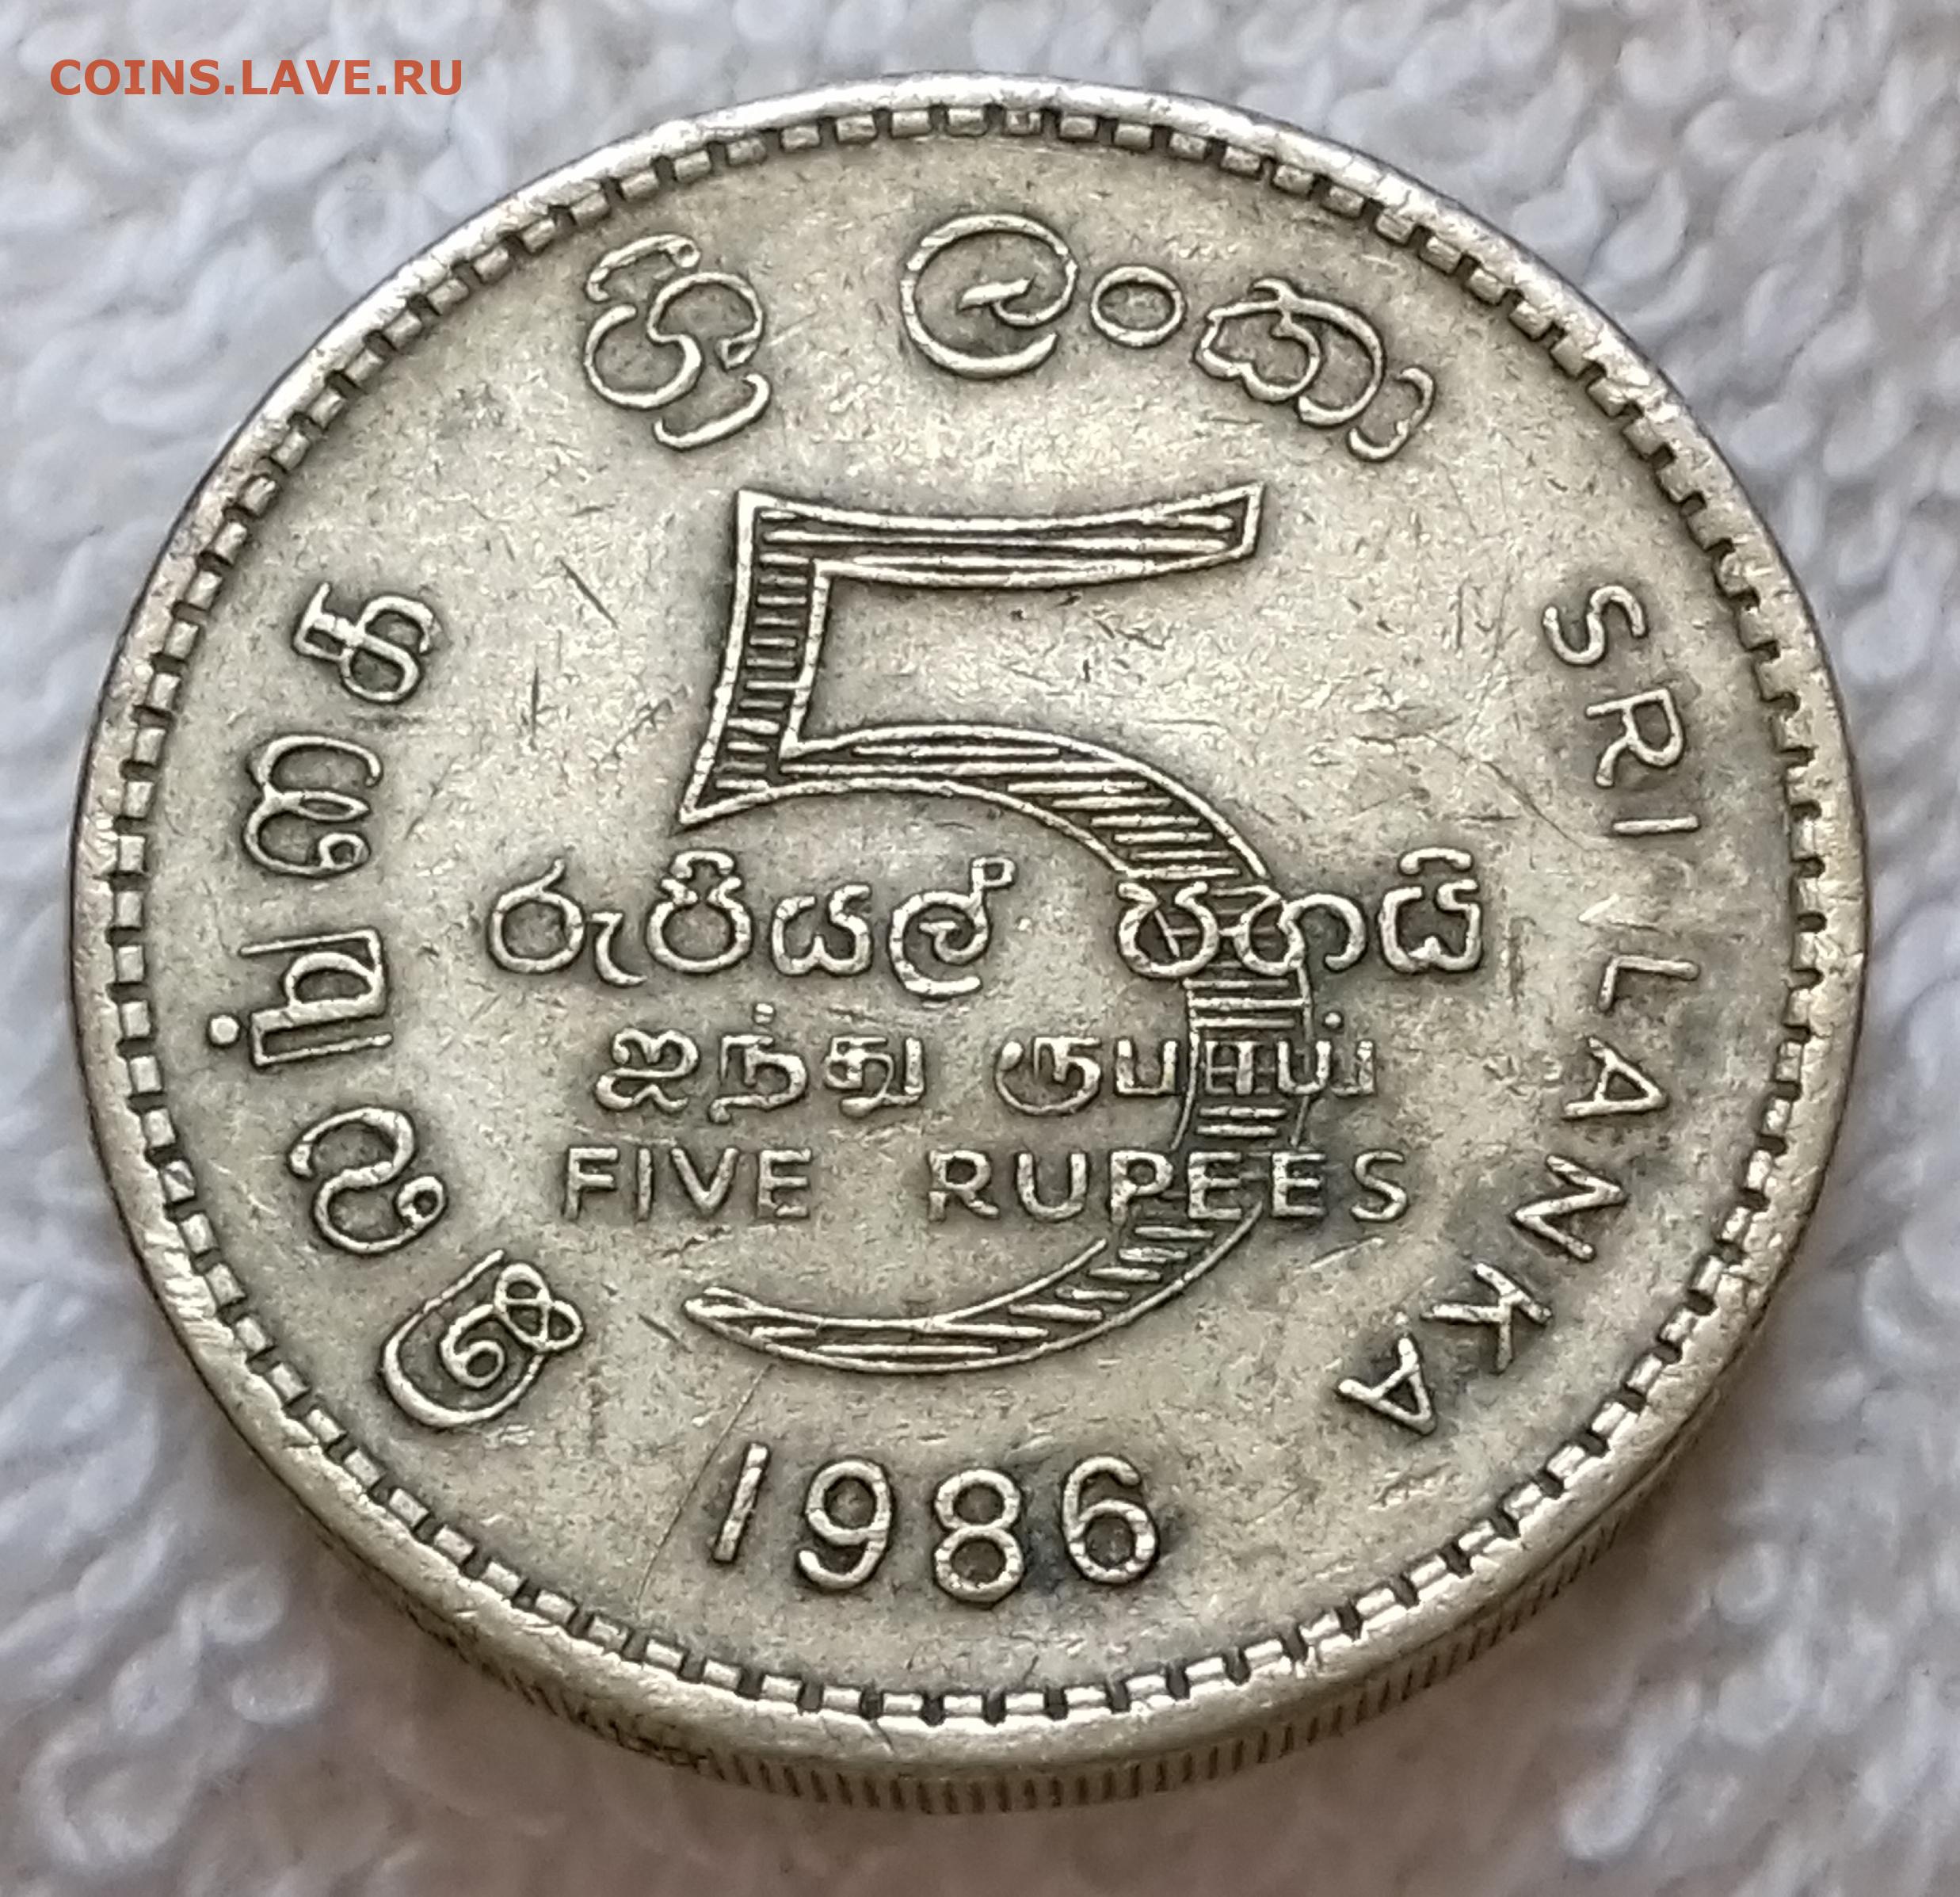 COINS.LAVE.RU
ශ්‍රී ලංකා
இலங்கை
SRI LANKA
5
රුපියල් පහයි
ஐந்து ரூபாய்
FIVE RUPEES
1986